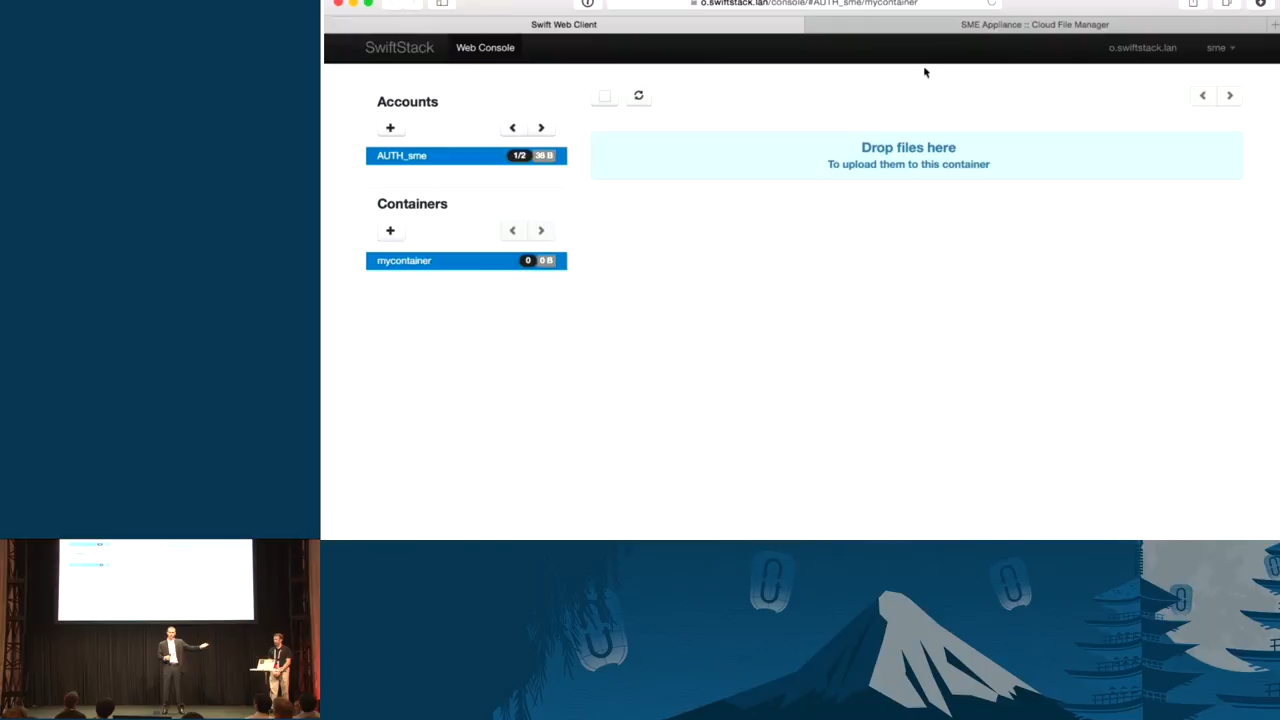 o.swiftstack.lan/console/#AUTH_sme/mycontainer
Swift Web Client
SME Appliance :: Cloud File Manager
SwiftStack
Web Console
o.swiftstack.lan
sme
Accounts
AUTH_sme 1/2 38 B
Containers
mycontainer 0 0 B
Drop files here
To upload them to this container